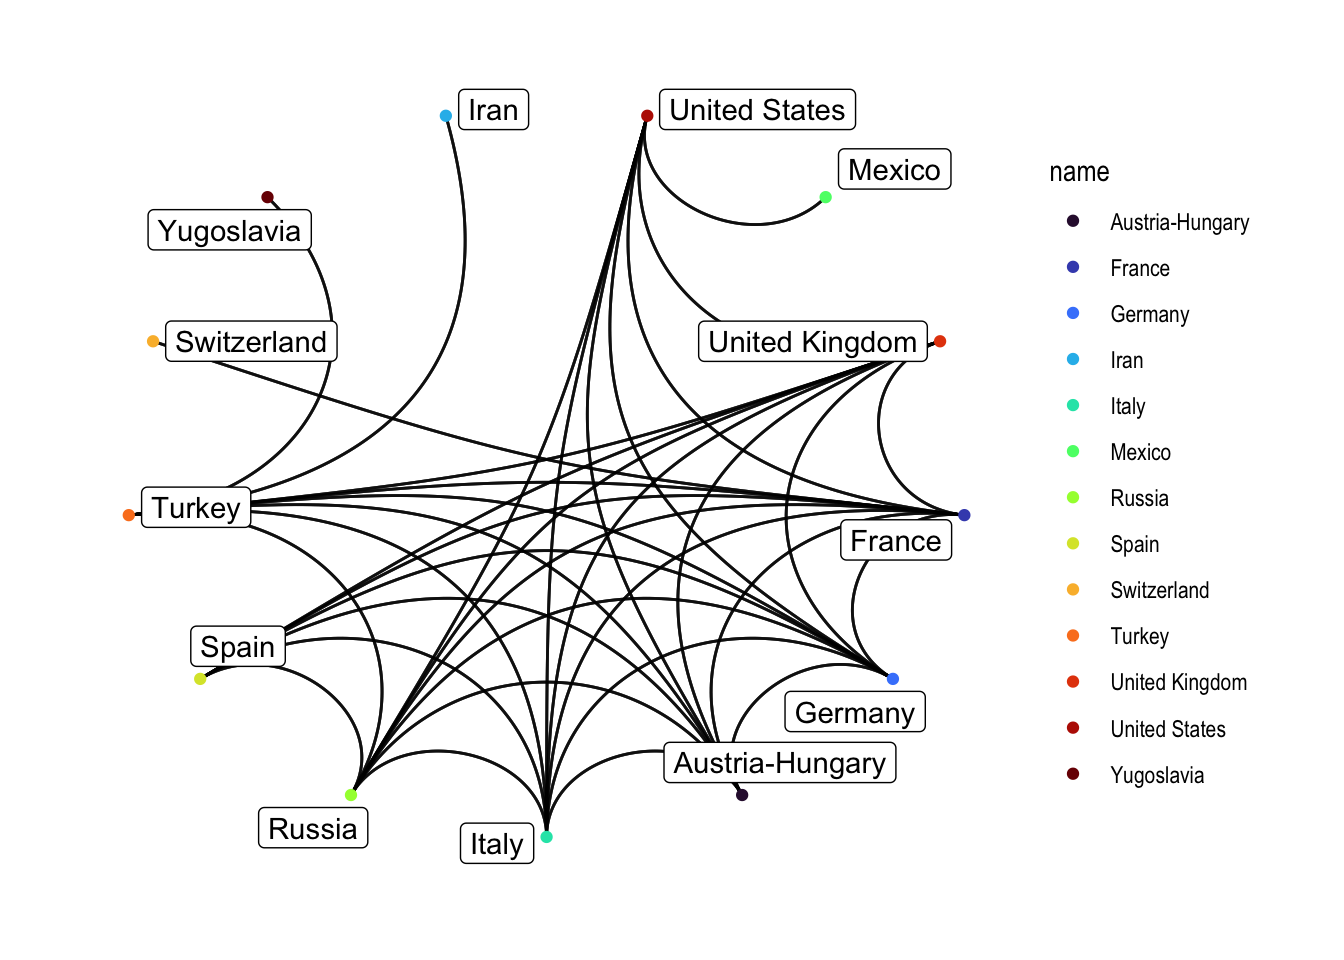 Iran
United States
Mexico
Yugoslavia
Switzerland
United Kingdom
Turkey
France
Spain
Germany
Austria-Hungary
Russia
Italy
name
Austria-Hungary
France
Germany
Iran
Italy
Mexico
Russia
Spain
Switzerland
Turkey
United Kingdom
United States
Yugoslavia